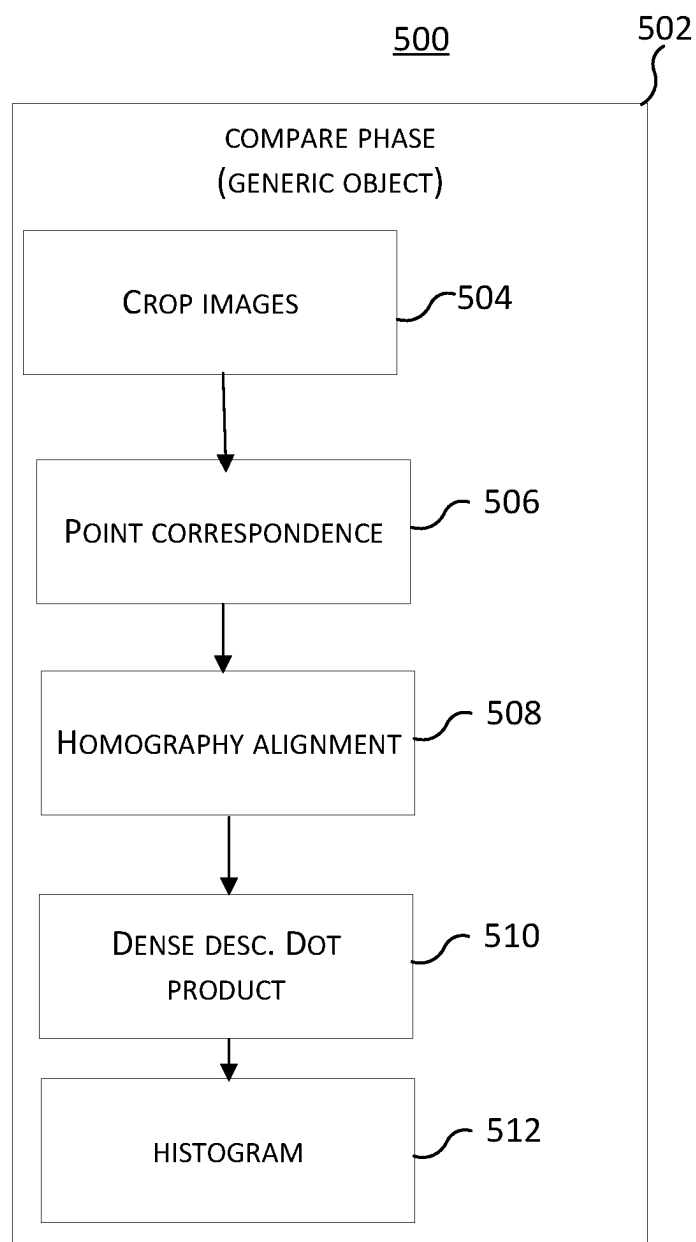 500
502
COMPARE PHASE
(GENERIC OBJECT)
CROP IMAGES
504
POINT CORRESPONDENCE
506
HOMOGRAPHY ALIGNMENT
508
DENSE DESC. DOT
PRODUCT
510
HISTOGRAM
512